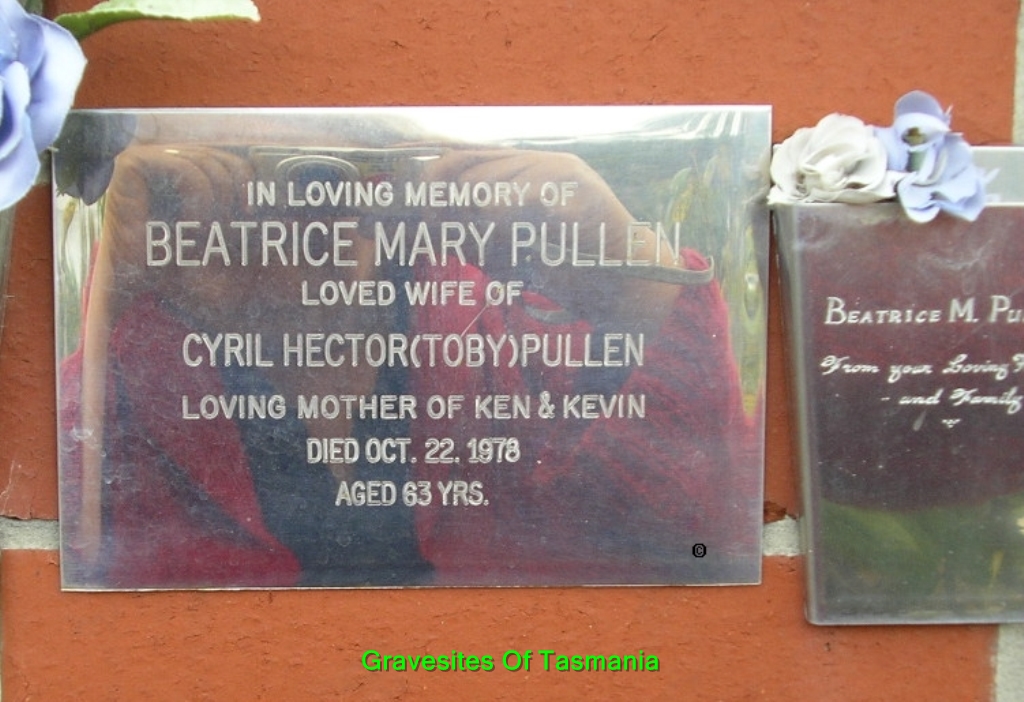 IN LOVING MEMORY OF
BEATRICE MARY PULLEN
LOVED WIFE OF
CYRIL HECTOR(TOBY)PULLEN
LOVING MOTHER OF KEN & KEVIN
DIED OCT. 22. 1978
AGED 63 YRS.
©
BEATRICE M. PU
From your Loving
- and Family
Gravesites Of Tasmania